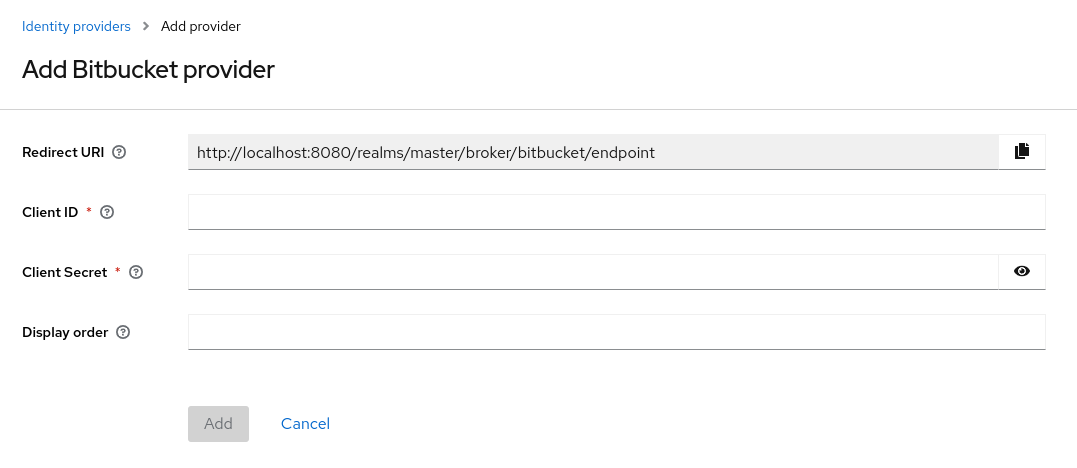 Identity providers > Add provider
Add Bitbucket provider
Redirect URI
http://localhost:8080/realms/master/broker/bitbucket/endpoint
Client ID *
Client Secret *
Display order
Add Cancel